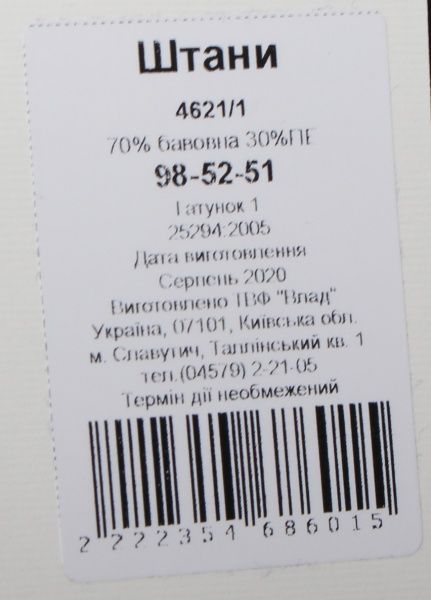 Штани
4621/1
70% бавовна 30%ПЕ
98-52-51
Гатунок 1
25294:2005
Дата виготовлення
Серпень 2020
Виготовлено ТВФ "Влад"
Україна, 07101, Київська обл.
м. Славутич, Таллінський кв. 1
тел.(04579) 2-21-05
Термін дії необмежений
2 222354 686015